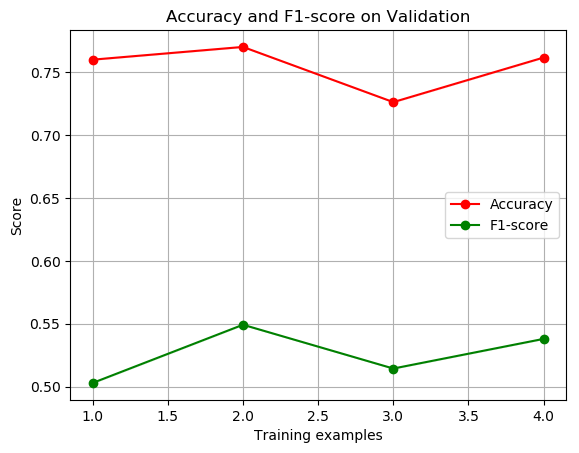 Accuracy and F1-score on Validation
0.75
0.70
0.65
0.60
0.55
0.50
Score
Accuracy
F1-score
1.0 1.5 2.0 2.5 3.0 3.5 4.0
Training examples